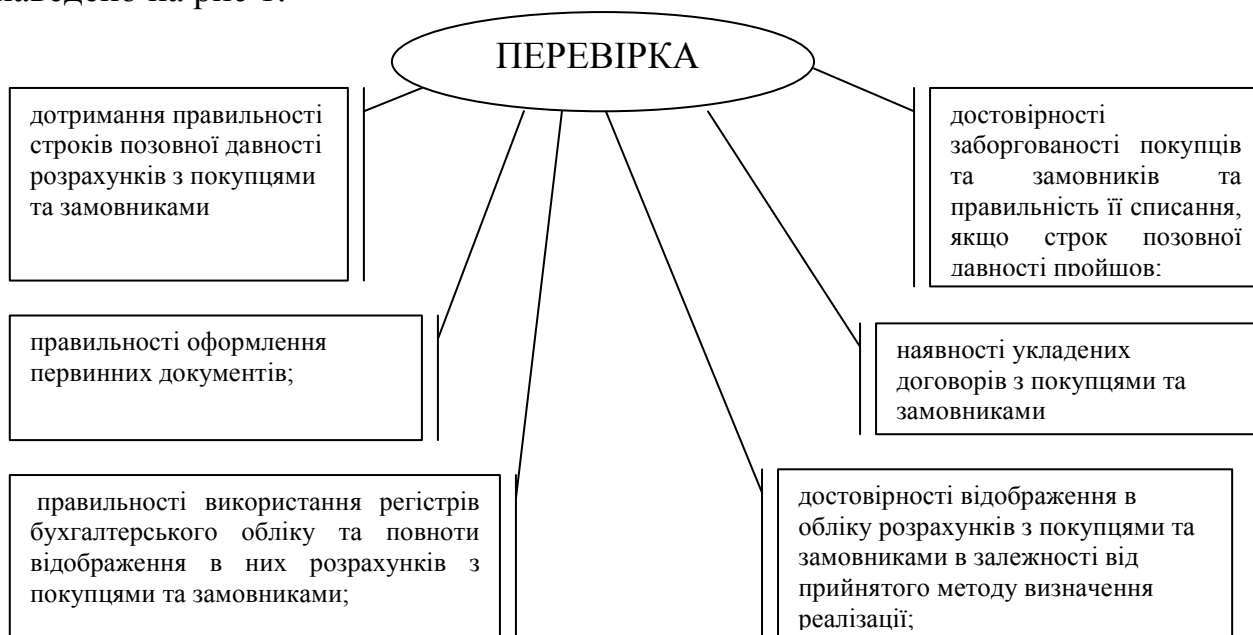 наведено на рис 1.
ПЕРЕВІРКА
дотримання правильності
строків позовної давності
розрахунків з покупцями
та замовниками
достовірності
заборгованості покупців
та замовників та
правильність її списання,
якщо строк позовної
давності пройшов;
правильності оформлення
первинних документів;
наявності укладених
договорів з покупцями та
замовниками
правильності використання регістрів
бухгалтерського обліку та повноти
відображення в них розрахунків з
покупцями та замовниками;
достовірності відображення в
обліку розрахунків з покупцями та
замовниками в залежності від
прийнятого методу визначення
реалізації;